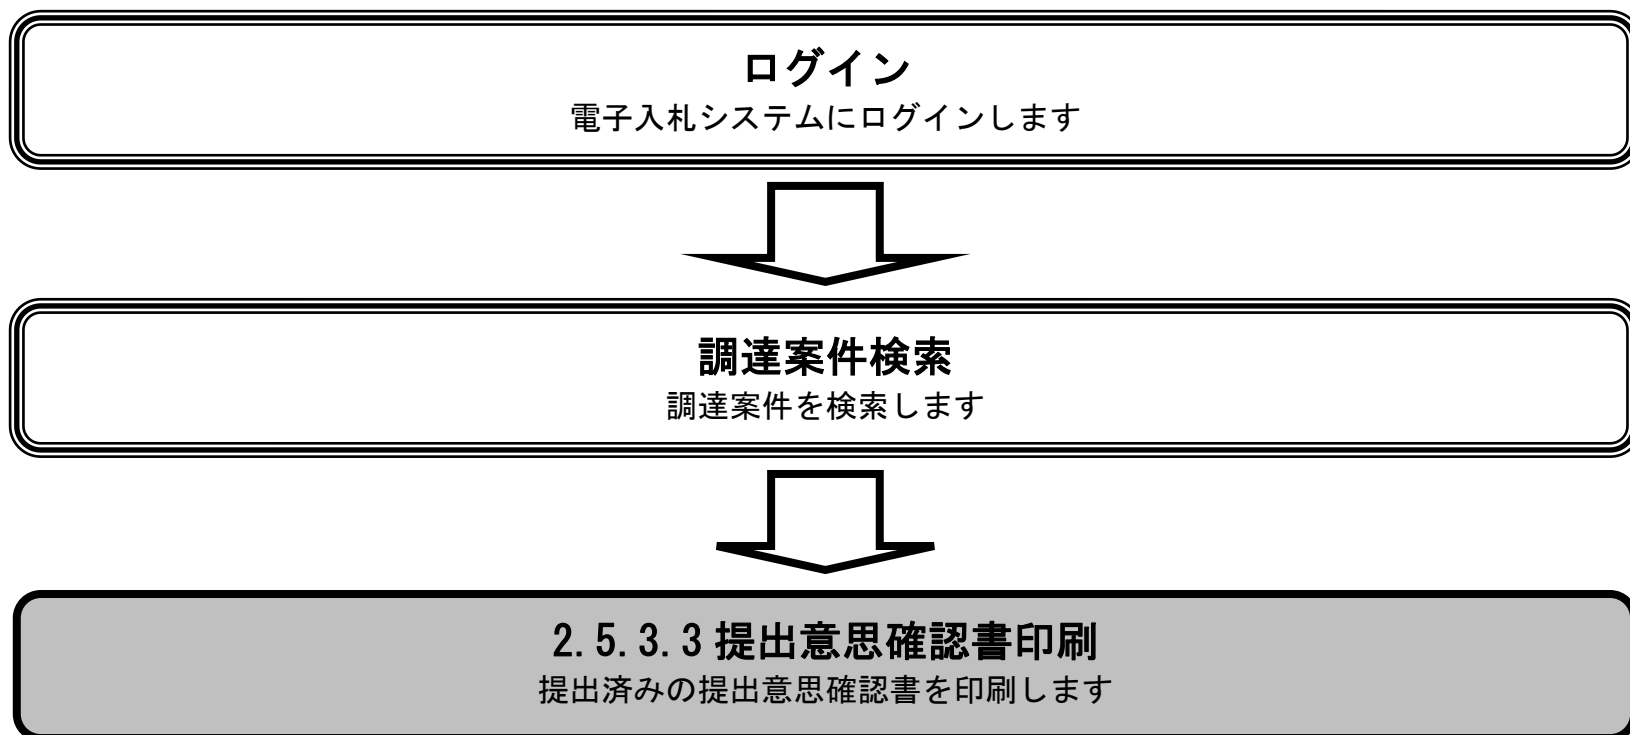 ログイン
電子入札システムにログインします
調達案件検索
調達案件を検索します
2.5.3.3 提出意思確認書印刷
提出済みの提出意思確認書を印刷します